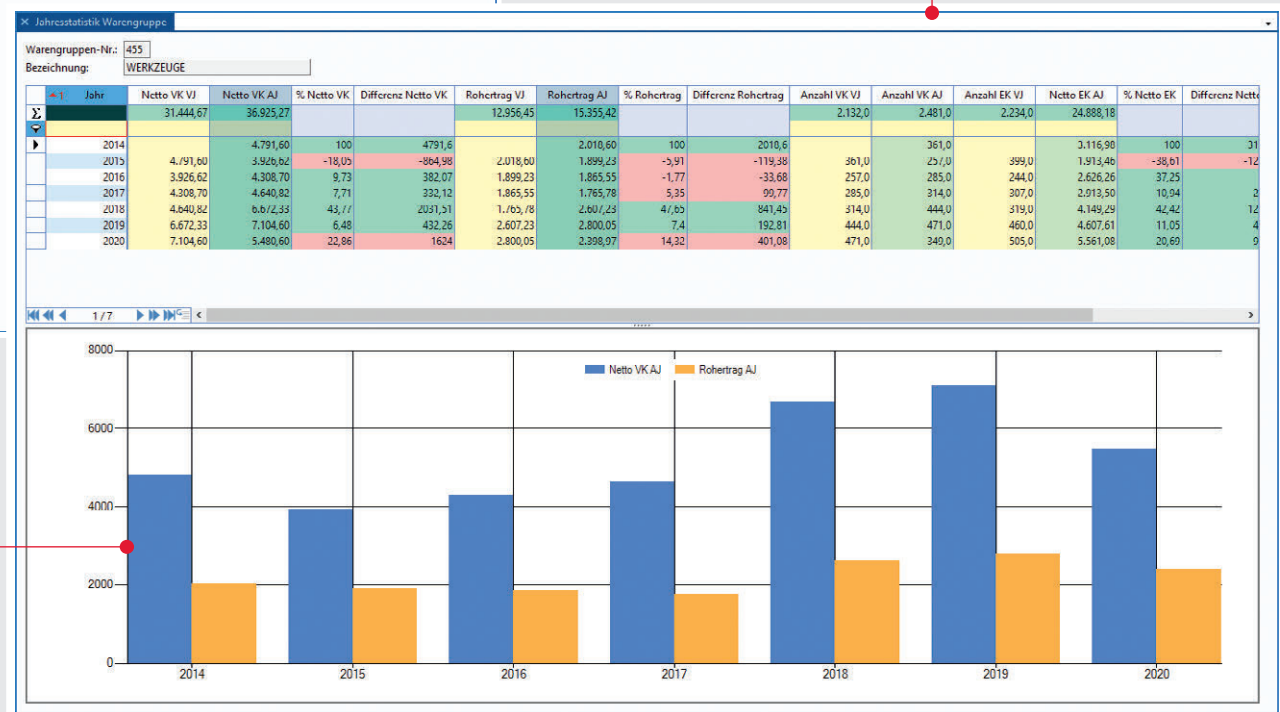 × Jahresstatistik Warengruppe
Warengruppen-Nr.: 455
Bezeichnung: WERKZEUGE
1 Jahr Netto VK VJ Netto VK AJ % Netto VK Differenz Netto VK Rohertrag VJ Rohertrag AJ % Rohertrag Differenz Rohertrag Anzahl VK VJ Anzahl VK AJ Anzahl EK VJ Netto EK AJ % Netto EK Differenz Netto
Σ 31.444,67 36.925,27 12.956,45 15.355,42 2.132,0 2.481,0 2.234,0 24.888,18
2014 4.791,60 100 4791,6 2.018,60 100 2018,6 361,0 3.116,98 100 31
2015 4.791,60 3.926,62 -18,05 -864,98 2.018,60 1.899,23 -5,91 -119,38 361,0 257,0 399,0 1.913,46 -38,61 -12
2016 3.926,62 4.308,70 9,73 382,07 1.899,23 1.865,55 -1,77 -33,68 257,0 285,0 244,0 2.626,26 37,25
2017 4.308,70 4.640,82 7,71 332,12 1.865,55 1.765,78 5,35 99,77 285,0 314,0 307,0 2.913,50 10,94 2
2018 4.640,82 6.672,33 43,77 2031,51 1.765,78 2.607,23 47,65 841,45 314,0 444,0 319,0 4.149,29 42,42 12
2019 6.672,33 7.104,60 6,48 432,26 2.607,23 2.800,05 7,4 192,81 444,0 471,0 460,0 4.607,61 11,05 4
2020 7.104,60 5.480,60 22,86 1624 2.800,05 2.398,97 14,32 401,08 471,0 349,0 505,0 5.561,08 20,69 9
1/7
Netto VK AJ Rohertrag AJ
8000
6000
4000
2000
0
2014 2015 2016 2017 2018 2019 2020